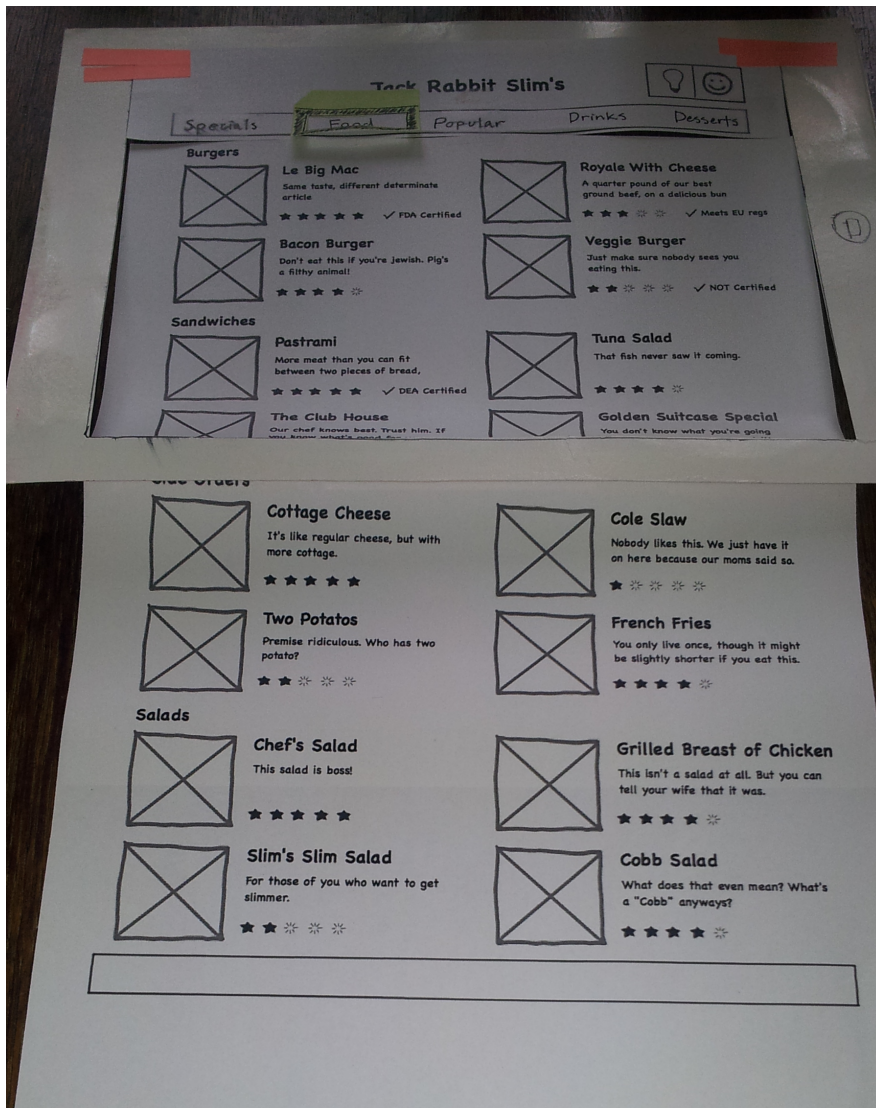 Jack Rabbit Slim's
Specials
Food
Popular
Drinks
Desserts
Burgers
Le Big Mac
Same taste, different determinate
article
✓ FDA Certified
Royale With Cheese
A quarter pound of our best
ground beef, on a delicious bun
✓ Meets EU regs
Bacon Burger
Don't eat this if you're jewish. Pig's
a filthy animal!
Veggie Burger
Just make sure nobody sees you
eating this.
✓ NOT Certified
Sandwiches
Pastrami
More meat than you can fit
between two pieces of bread,
✓ DEA Certified
Tuna Salad
That fish never saw it coming.
The Club House
Our chef knows best. Trust him. If
you know what's good for
Golden Suitcase Special
You don't know what you're going
Side Orders
Cottage Cheese
It's like regular cheese, but with
more cottage.
Cole Slaw
Nobody likes this. We just have it
on here because our moms said so.
Two Potatos
Premise ridiculous. Who has two
potato?
French Fries
You only live once, though it might
be slightly shorter if you eat this.
Salads
Chef's Salad
This salad is boss!
Grilled Breast of Chicken
This isn't a salad at all. But you can
tell your wife that it was.
Slim's Slim Salad
For those of you who want to get
slimmer.
Cobb Salad
What does that even mean? What's
a "Cobb" anyways?